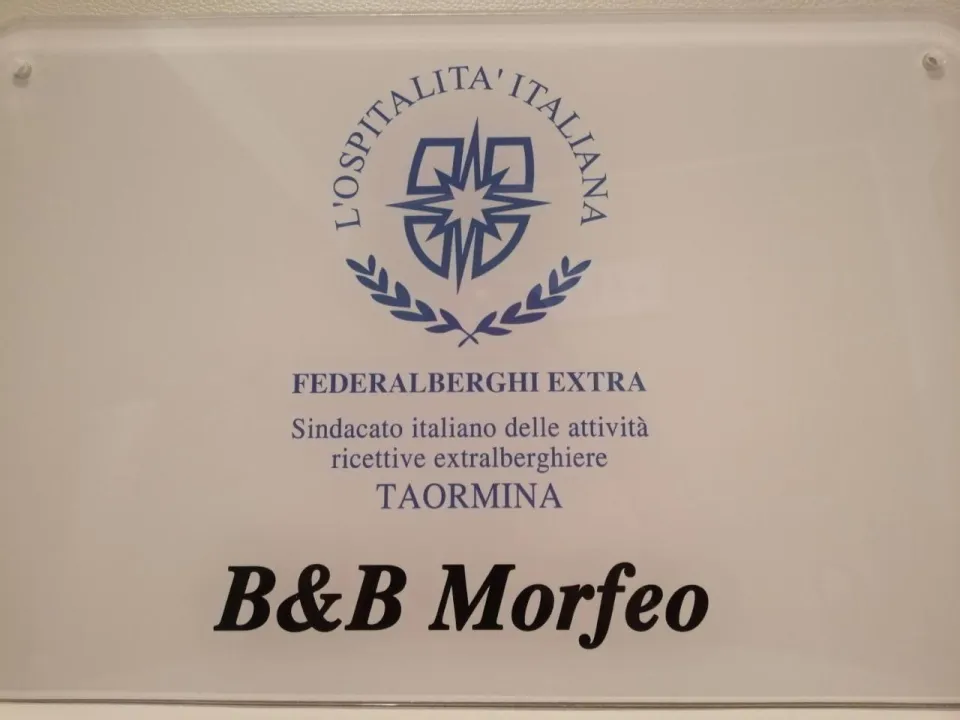 L'OSPITALITA' ITALIANA
FEDERALBERGHI EXTRA
Sindacato italiano delle attività
ricettive extralberghiere
TAORMINA
B&B Morfeo